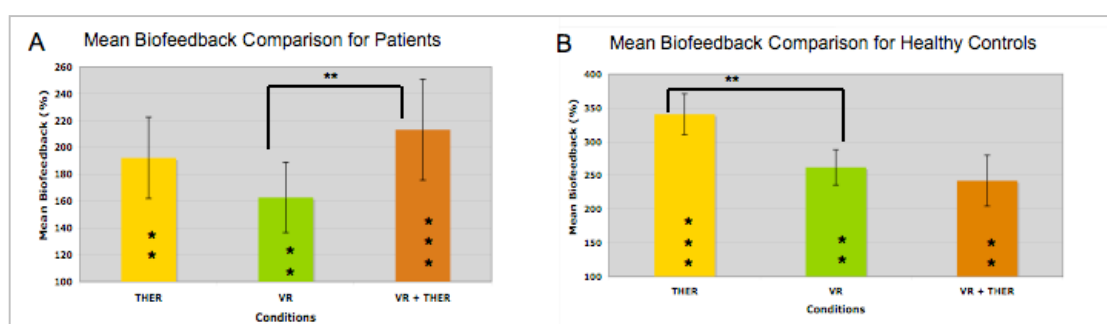 A
Mean Biofeedback Comparison for Patients
260
240
220
200
180
160
140
120
100
Mean Biofeedback (%)
**
*
*
*
*
*
*
*
THER
VR
VR + THER
Conditions
B
Mean Biofeedback Comparison for Healthy Controls
400
350
300
250
200
150
100
Mean Biofeedback (%)
**
*
*
*
*
*
*
*
THER
VR
VR + THER
Conditions